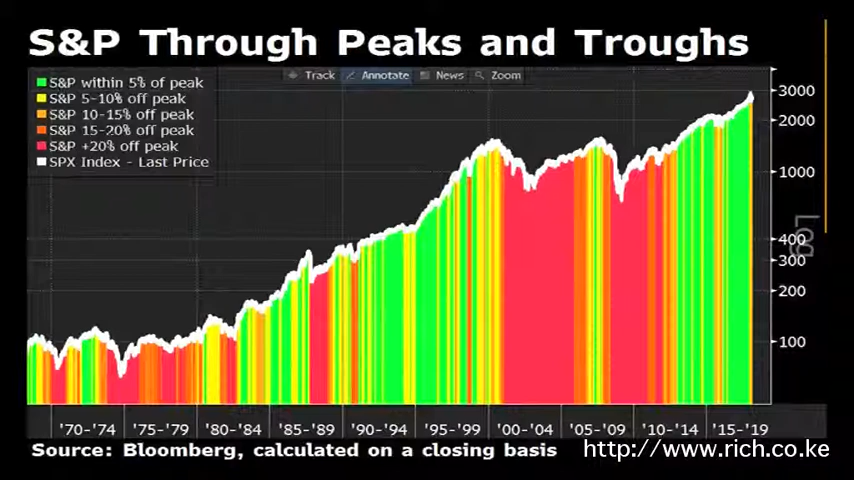 S&P Through Peaks and Troughs
Track Annotate News Zoom
S&P within 5% of peak
S&P 5-10% off peak
S&P 10-15% off peak
S&P 15-20% off peak
S&P +20% off peak
SPX Index - Last Price
3000
2000
1000
400
300
200
100
Log
'70-'74 '75-'79 '80-'84 '85-'89 '90-'94 '95-'99 '00-'04 '05-'09 '10-'14 '15-'19
Source: Bloomberg, calculated on a closing basis
http://www.rich.co.ke